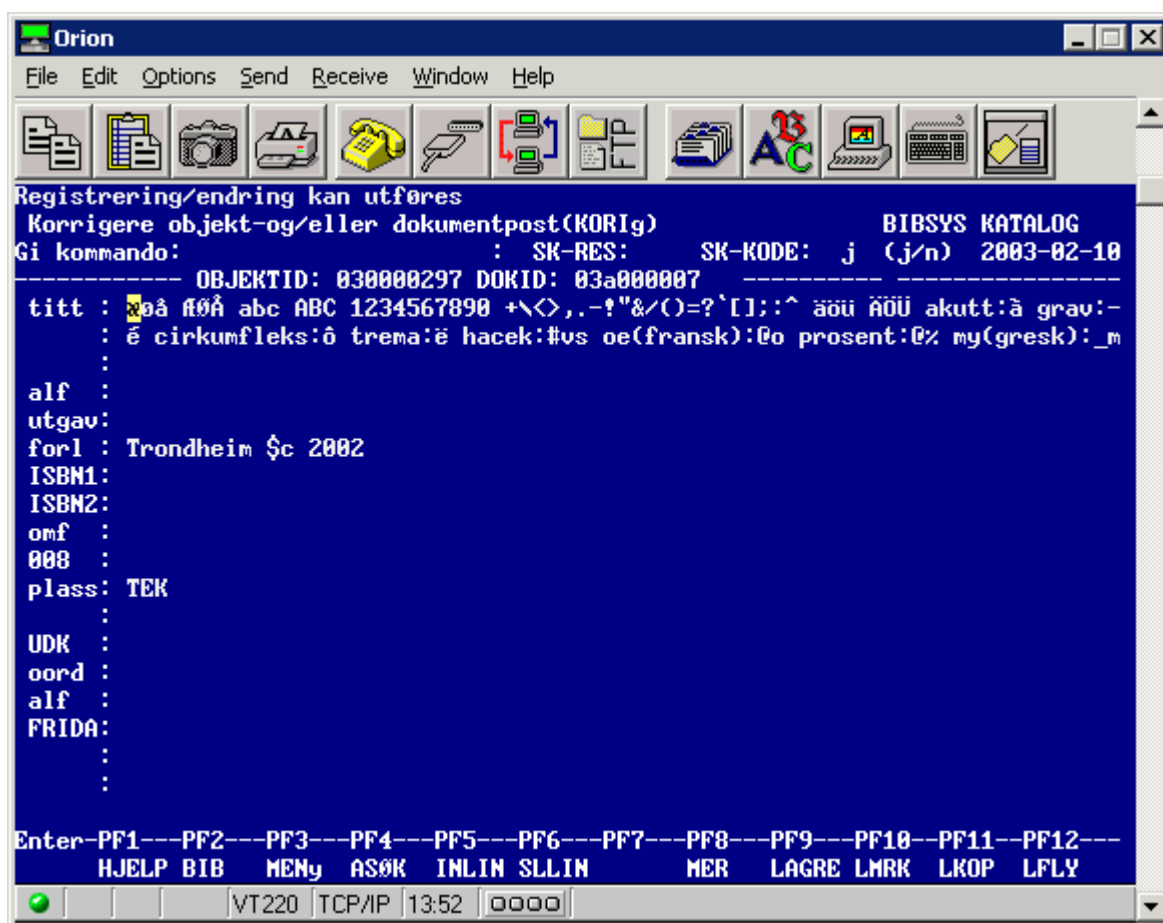 Orion
File Edit Options Send Receive Window Help
FTP ABC
Registrering/endring kan utføres
Korrigere objekt-og/eller dokumentpost(KORIg) BIBSYS KATALOG
Gi kommando: : SK-RES: SK-KODE: j (j/n) 2003-02-10
------------ OBJEKTID: 030000297 DOKID: 03a000007 ---------- -----------------
titt : æøå ÆØÅ abc ABC 1234567890 +\<>,.-!"&/()=?`[];:^ äöü ÄÖÜ akutt:à grav:-
: é cirkumfleks:ô trema:ë hacek:#vs oe(fransk):@o prosent:@% my(gresk):_m
:
alf :
utgav:
forl : Trondheim $c 2002
ISBN1:
ISBN2:
omf :
008 :
plass: TEK
:
UDK :
oord :
alf :
FRIDA:
:
:
Enter-PF1---PF2---PF3---PF4---PF5---PF6---PF7---PF8---PF9---PF10--PF11--PF12---
HJELP BIB MENy ASØK INLIN SLLIN MER LAGRE LMRK LKOP LFLY
VT220 TCP/IP 13:52